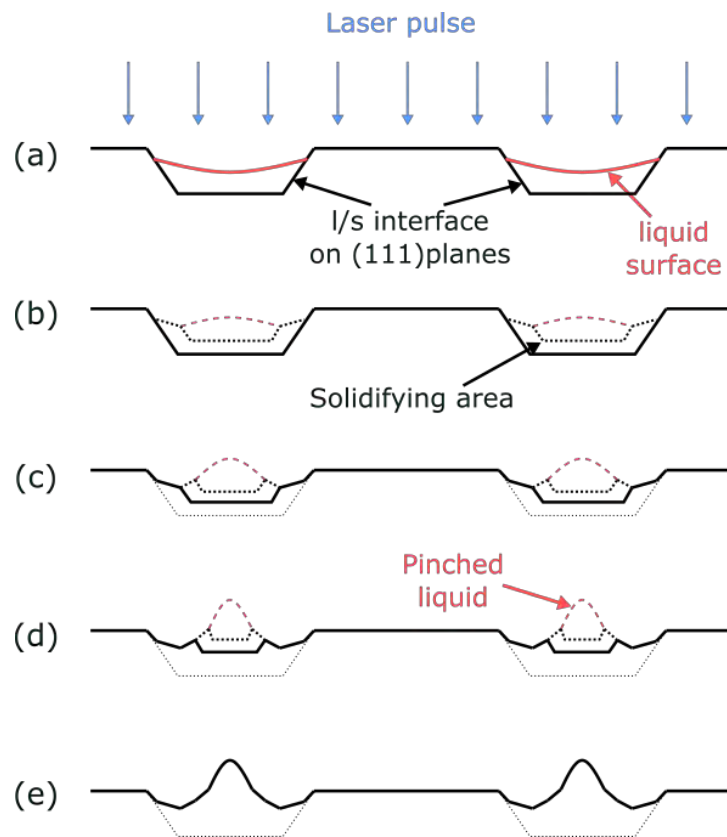 Laser pulse
(a)
l/s interface
on (111)planes
liquid
surface
(b)
Solidifying area
(c)
Pinched
liquid
(d)
(e)